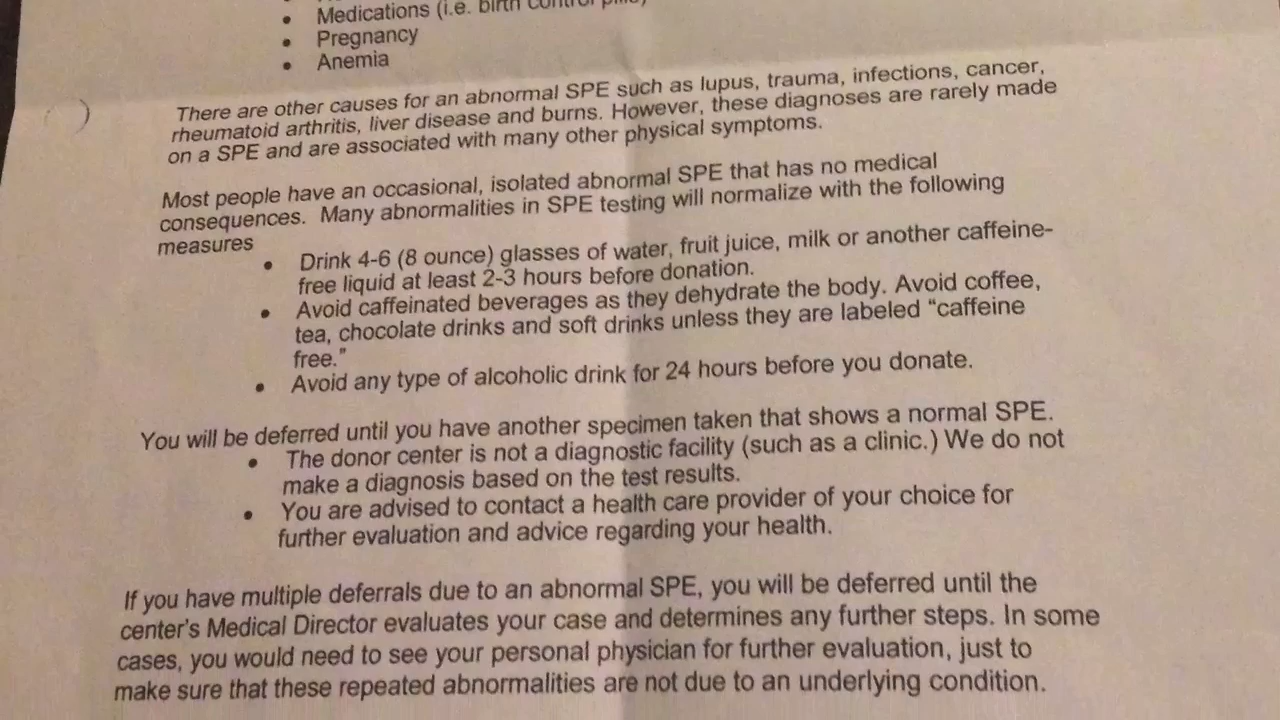 Medications (i.e. birth control pills)
Pregnancy
Anemia
There are other causes for an abnormal SPE such as lupus, trauma, infections, cancer,
rheumatoid arthritis, liver disease and burns. However, these diagnoses are rarely made
on a SPE and are associated with many other physical symptoms.
Most people have an occasional, isolated abnormal SPE that has no medical
consequences. Many abnormalities in SPE testing will normalize with the following
measures
• Drink 4-6 (8 ounce) glasses of water, fruit juice, milk or another caffeine-
free liquid at least 2-3 hours before donation.
• Avoid caffeinated beverages as they dehydrate the body. Avoid coffee,
tea, chocolate drinks and soft drinks unless they are labeled “caffeine
free.”
• Avoid any type of alcoholic drink for 24 hours before you donate.
You will be deferred until you have another specimen taken that shows a normal SPE.
• The donor center is not a diagnostic facility (such as a clinic.) We do not
make a diagnosis based on the test results.
• You are advised to contact a health care provider of your choice for
further evaluation and advice regarding your health.
If you have multiple deferrals due to an abnormal SPE, you will be deferred until the
center's Medical Director evaluates your case and determines any further steps. In some
cases, you would need to see your personal physician for further evaluation, just to
make sure that these repeated abnormalities are not due to an underlying condition.